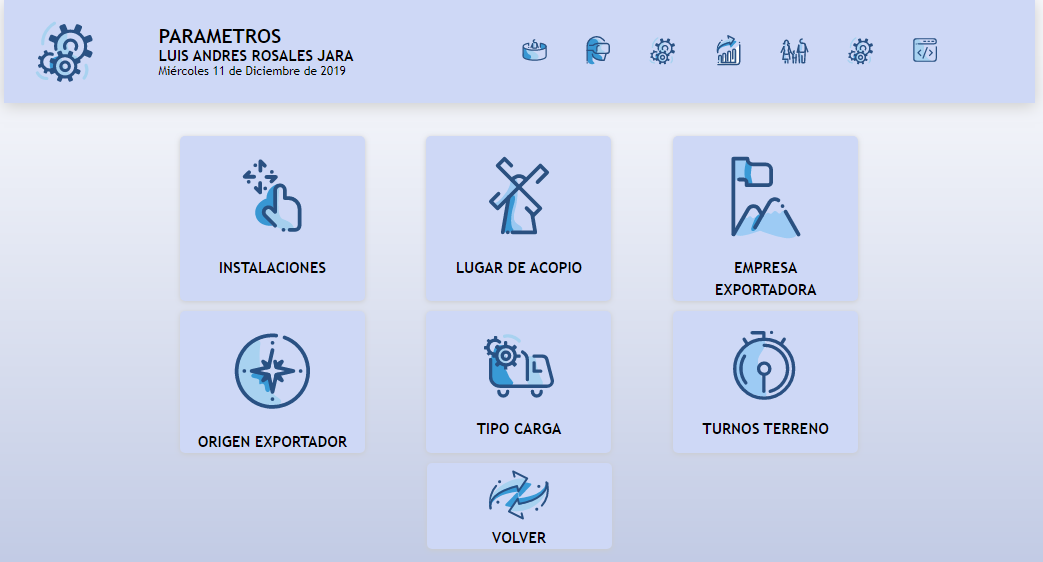 PARAMETROS
LUIS ANDRES ROSALES JARA
Miércoles 11 de Diciembre de 2019
INSTALACIONES
LUGAR DE ACOPIO
EMPRESA
EXPORTADORA
ORIGEN EXPORTADOR
TIPO CARGA
TURNOS TERRENO
VOLVER